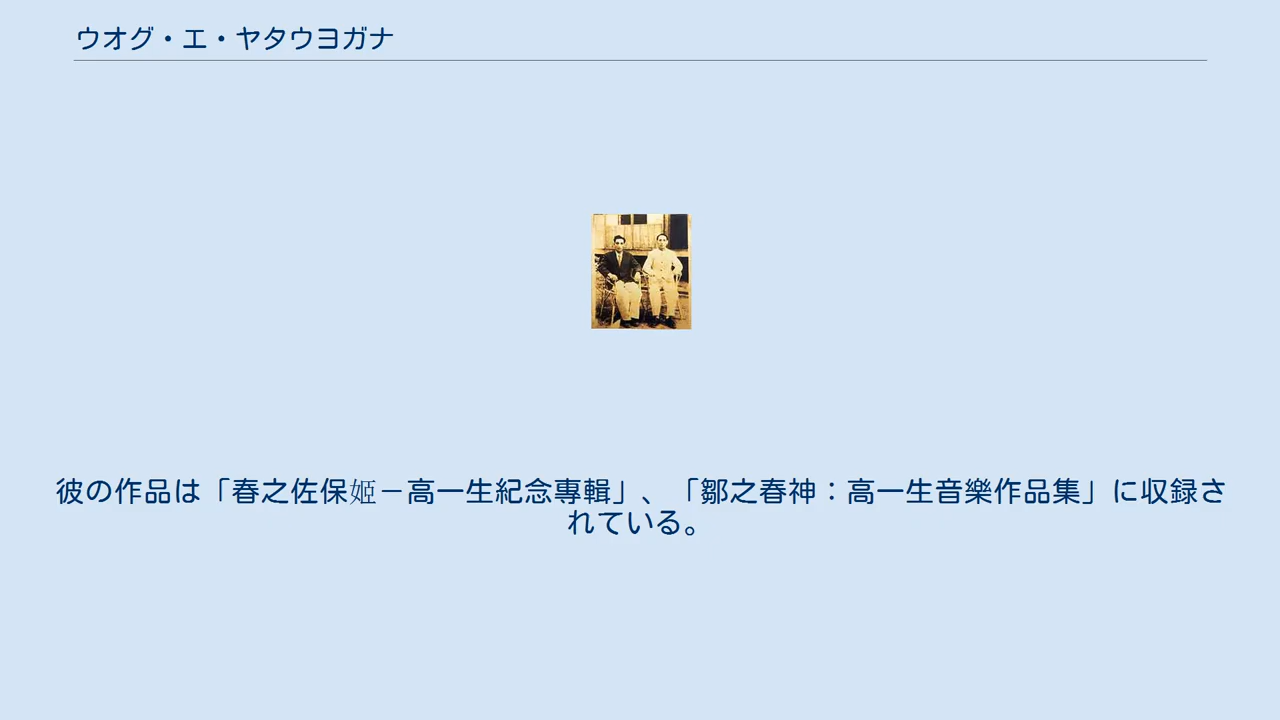 ウオグ・エ・ヤタウヨガナ
彼の作品は「春之佐保姫－高一生紀念專輯」、「鄒之春神：高一生音樂作品集」に収録さ
れている。